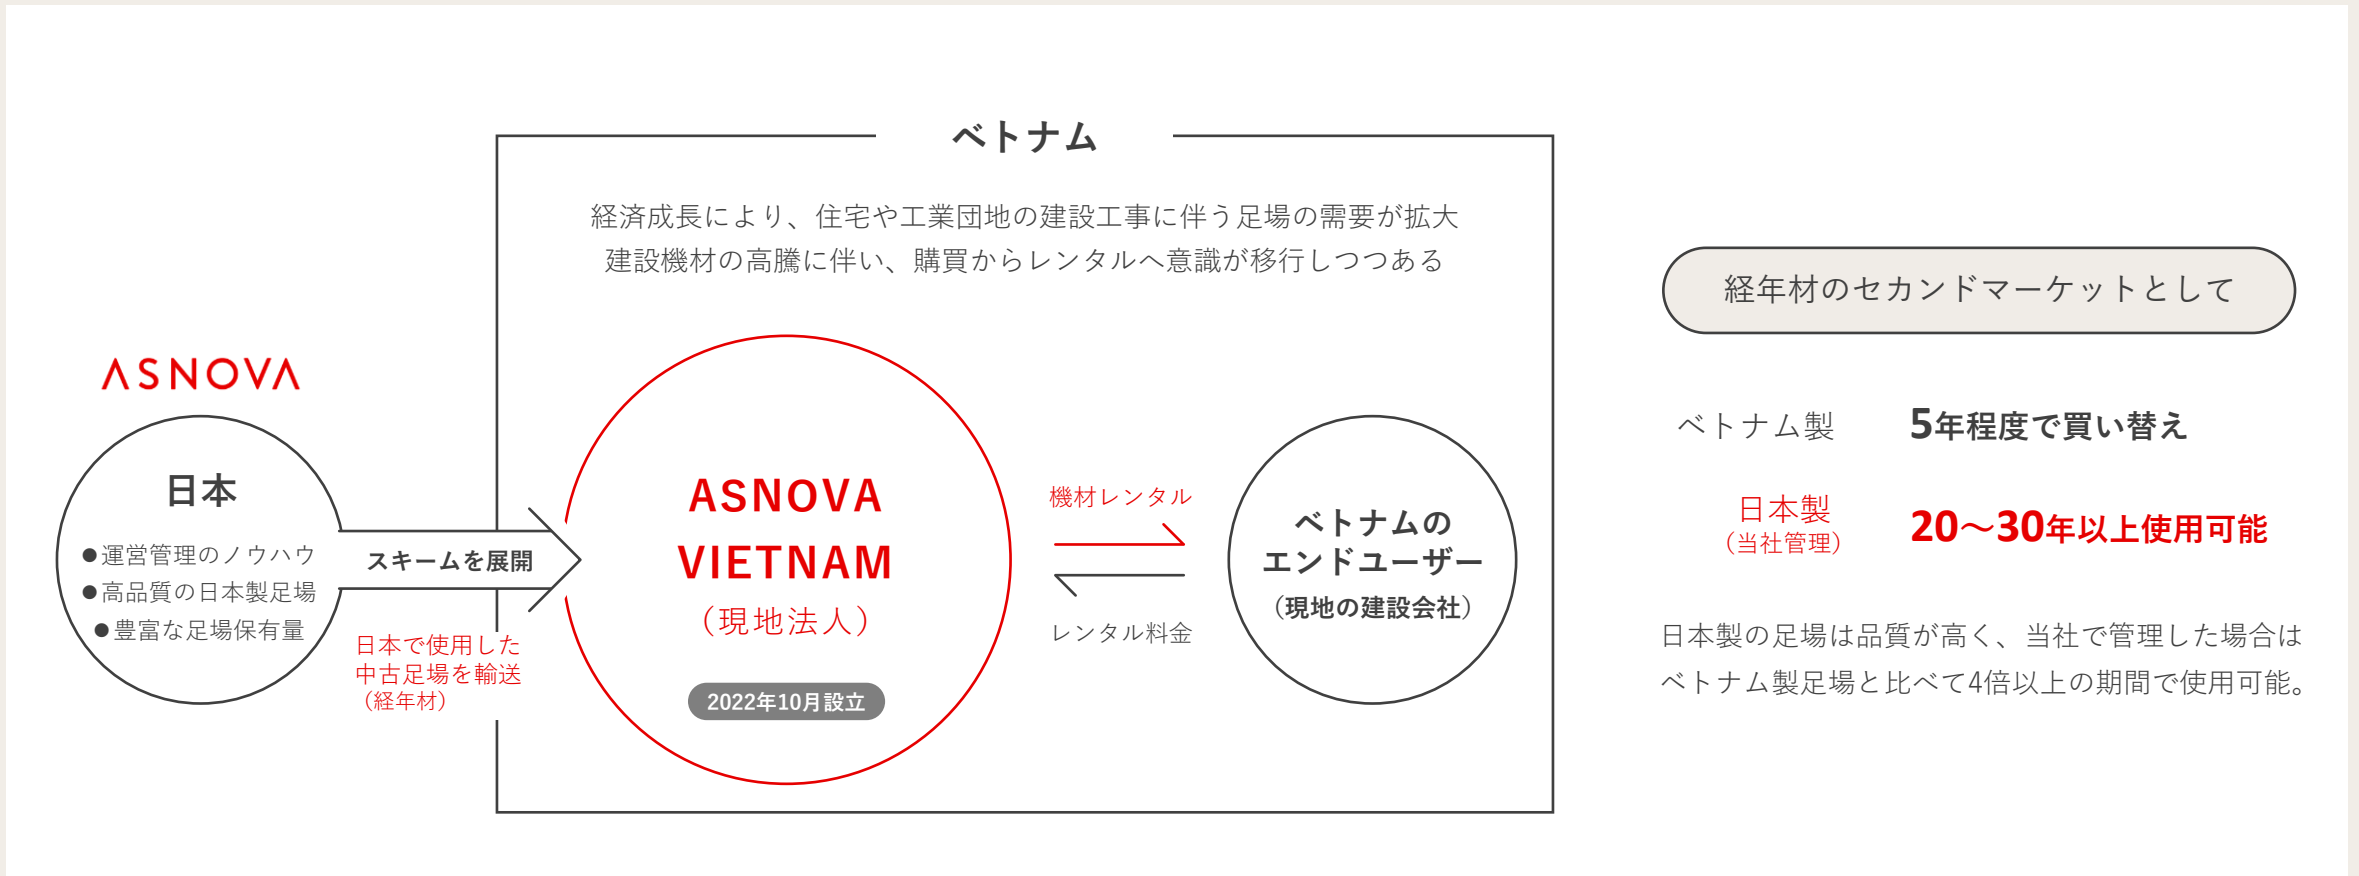 ベトナム
経済成長により、住宅や工業団地の建設工事に伴う足場の需要が拡大
建設機材の高騰に伴い、購買からレンタルへ意識が移行しつつある
ASNOVA
日本
●運営管理のノウハウ
●高品質の日本製足場
●豊富な足場保有量
スキームを展開
日本で使用した
中古足場を輸送
（経年材）
ASNOVA
VIETNAM
（現地法人）
2022年10月設立
機材レンタル
レンタル料金
ベトナムの
エンドユーザー
（現地の建設会社）
経年材のセカンドマーケットとして
ベトナム製 5年程度で買い替え
日本製
（当社管理）
20〜30年以上使用可能
日本製の足場は品質が高く、当社で管理した場合は
ベトナム製足場と比べて4倍以上の期間で使用可能。